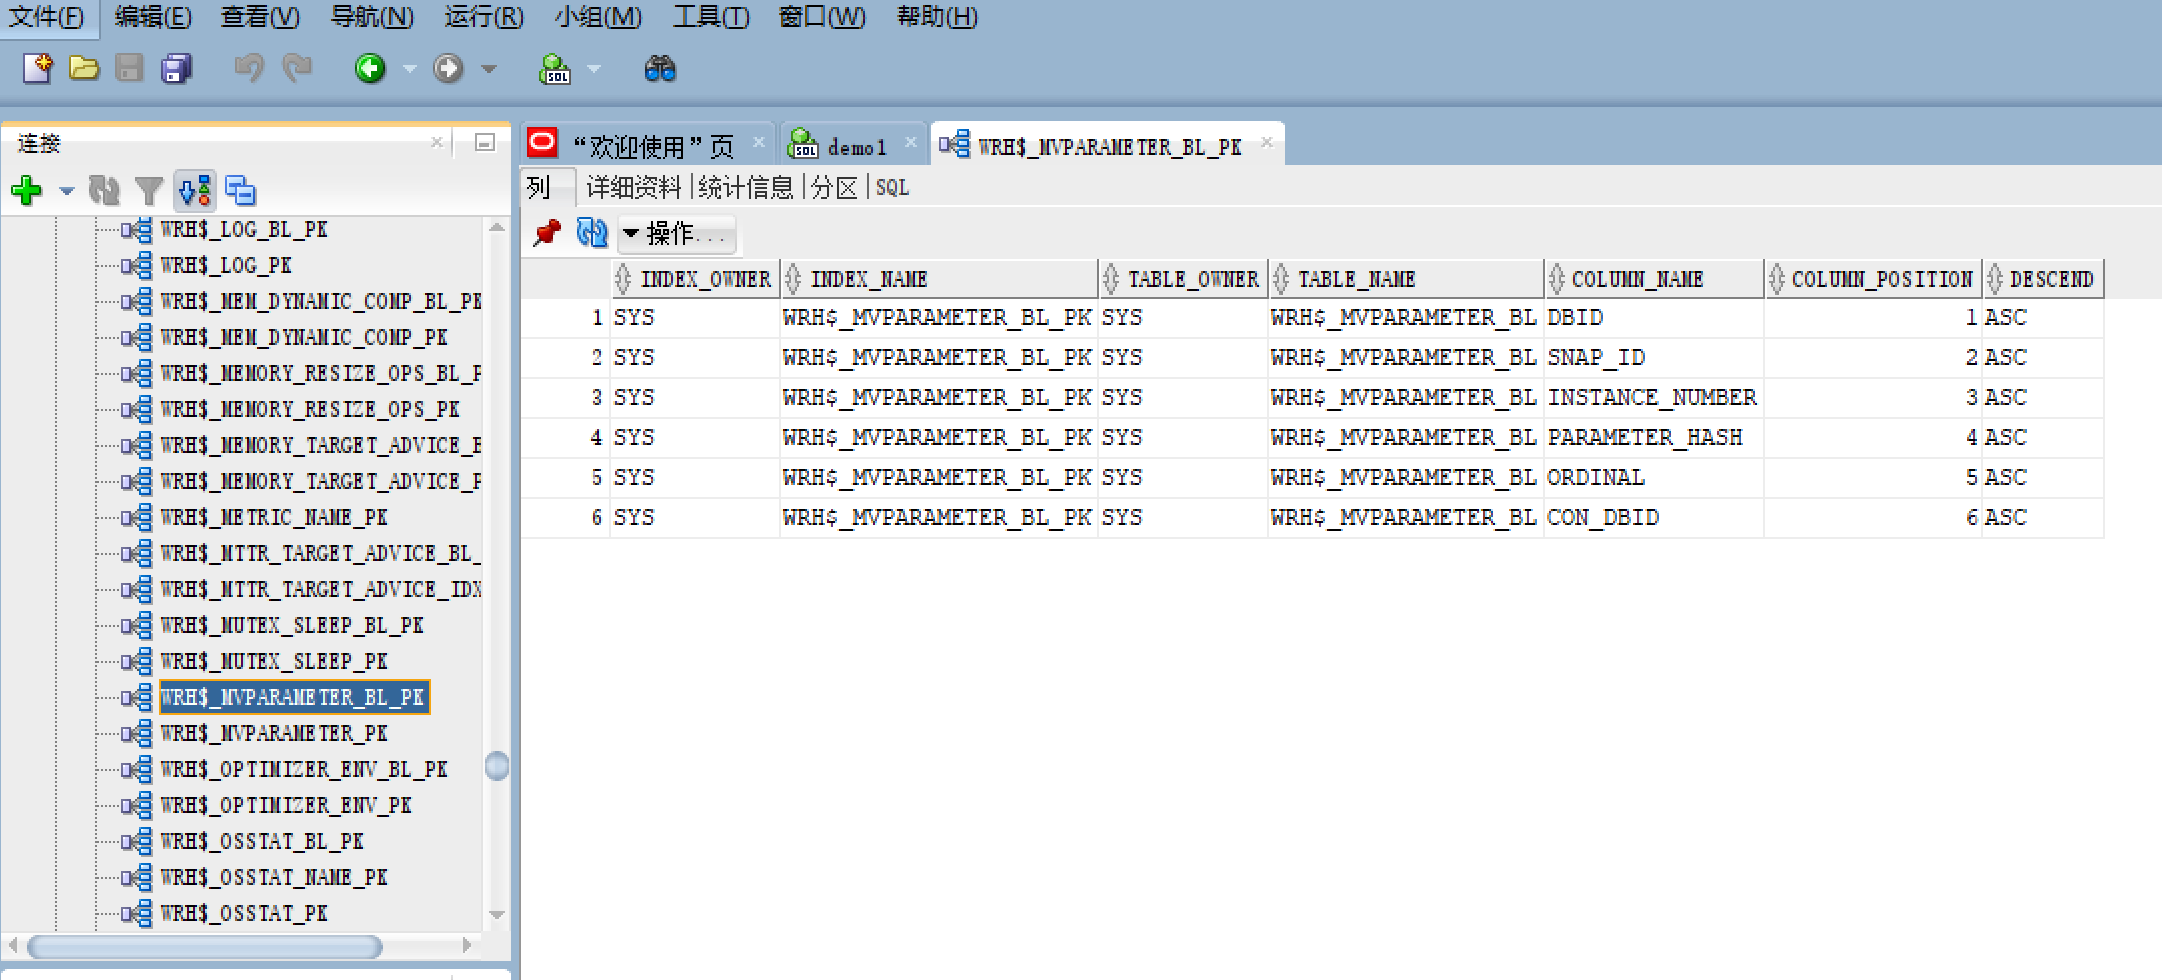 文件(F) 编辑(E) 查看(V) 导航(N) 运行(R) 小组(M) 工具(T) 窗口(W) 帮助(H)
SQL
连接
WRH$_LOG_BL_PK
WRH$_LOG_PK
WRH$_MEM_DYNAMIC_COMP_BL_PK
WRH$_MEM_DYNAMIC_COMP_PK
WRH$_MEMORY_RESIZE_OPS_BL_P
WRH$_MEMORY_RESIZE_OPS_PK
WRH$_MEMORY_TARGET_ADVICE_B
WRH$_MEMORY_TARGET_ADVICE_P
WRH$_METRIC_NAME_PK
WRH$_MTTR_TARGET_ADVICE_BL_
WRH$_MTTR_TARGET_ADVICE_IDX
WRH$_MUTEX_SLEEP_BL_PK
WRH$_MUTEX_SLEEP_PK
WRH$_MVPARAMETER_BL_PK
WRH$_MVPARAMETER_PK
WRH$_OPTIMIZER_ENV_BL_PK
WRH$_OPTIMIZER_ENV_PK
WRH$_OSSTAT_BL_PK
WRH$_OSSTAT_NAME_PK
WRH$_OSSTAT_PK
“欢迎使用”页 SQL demo1 WRH$_MVPARAMETER_BL_PK
列 详细资料 统计信息 分区 SQL
操作...
INDEX_OWNER INDEX_NAME TABLE_OWNER TABLE_NAME COLUMN_NAME COLUMN_POSITION DESCEND
1 SYS WRH$_MVPARAMETER_BL_PK SYS WRH$_MVPARAMETER_BL DBID 1 ASC
2 SYS WRH$_MVPARAMETER_BL_PK SYS WRH$_MVPARAMETER_BL SNAP_ID 2 ASC
3 SYS WRH$_MVPARAMETER_BL_PK SYS WRH$_MVPARAMETER_BL INSTANCE_NUMBER 3 ASC
4 SYS WRH$_MVPARAMETER_BL_PK SYS WRH$_MVPARAMETER_BL PARAMETER_HASH 4 ASC
5 SYS WRH$_MVPARAMETER_BL_PK SYS WRH$_MVPARAMETER_BL ORDINAL 5 ASC
6 SYS WRH$_MVPARAMETER_BL_PK SYS WRH$_MVPARAMETER_BL CON_DBID 6 ASC